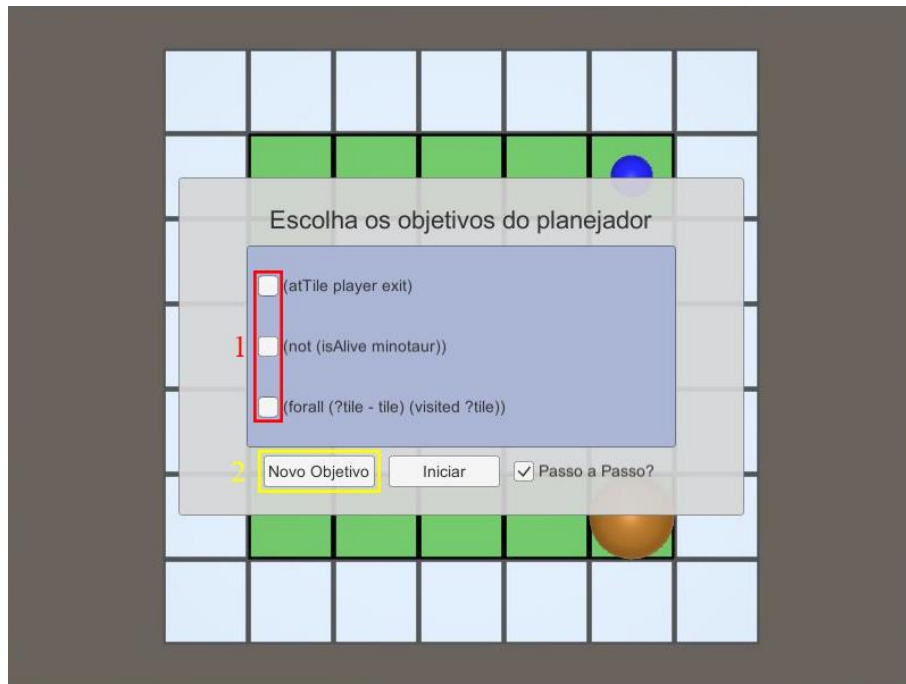 Escolha os objetivos do planejador
(atTile player exit)
1 (not (isAlive minotaur))
(forall (?tile - tile) (visited ?tile))
2 Novo Objetivo Iniciar Passo a Passo?